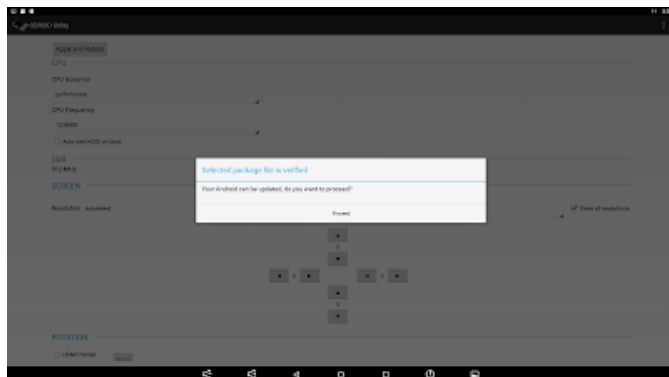 ODROID Utility
Apply and Reboot
CPU
CPU Governor
performance
CPU Frequency
Auto start KODI on boot
DDR
Selected package file is verified
Your Android can be updated, do you want to proceed?
Proceed
SCREEN
Resolution
Show all resolutions
ROTATION